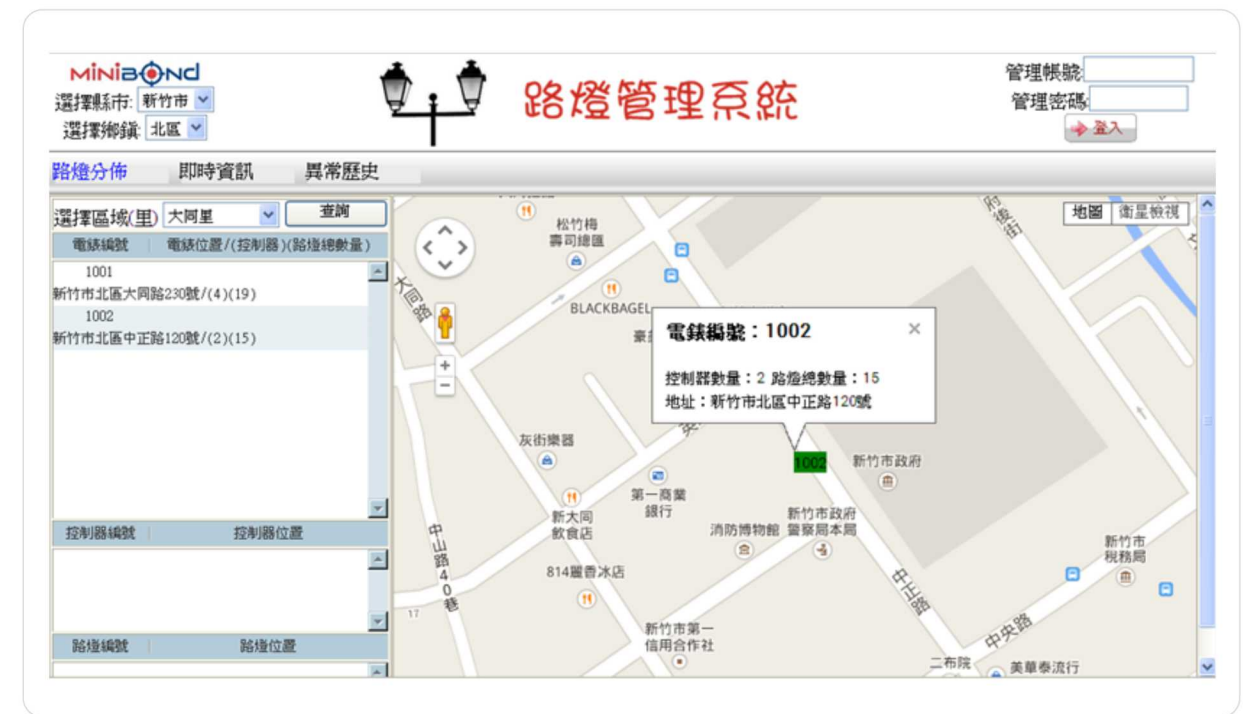 MiNiBOND
選擇縣市: 新竹市
選擇鄉鎮: 北區
路燈管理系統
管理帳號:
管理密碼:
登入
路燈分佈 即時資訊 異常歷史
選擇區域(里) 大同里 查詢
電錶編號 電錶位置/(控制器)(路燈總數量)
1001
新竹市北區大同路230號/(4)(19)
1002
新竹市北區中正路120號/(2)(15)
控制器編號 控制器位置
路燈編號 路燈位置
地圖 衛星檢視
府後街
松竹梅
壽司總匯
大同路
BLACKBAGEL
電錶編號：1002 ×
控制器數量：2 路燈總數量：15
地址：新竹市北區中正路120號
1002
灰街樂器
新竹市政府
第一商業
銀行
新大同
飲食店
新竹市政府
警察局本局
消防博物館
中山路40巷
814麗香冰店
新竹市
稅務局
中正路
17
新竹市第一
信用合作社
中央路
二布院
美華泰流行